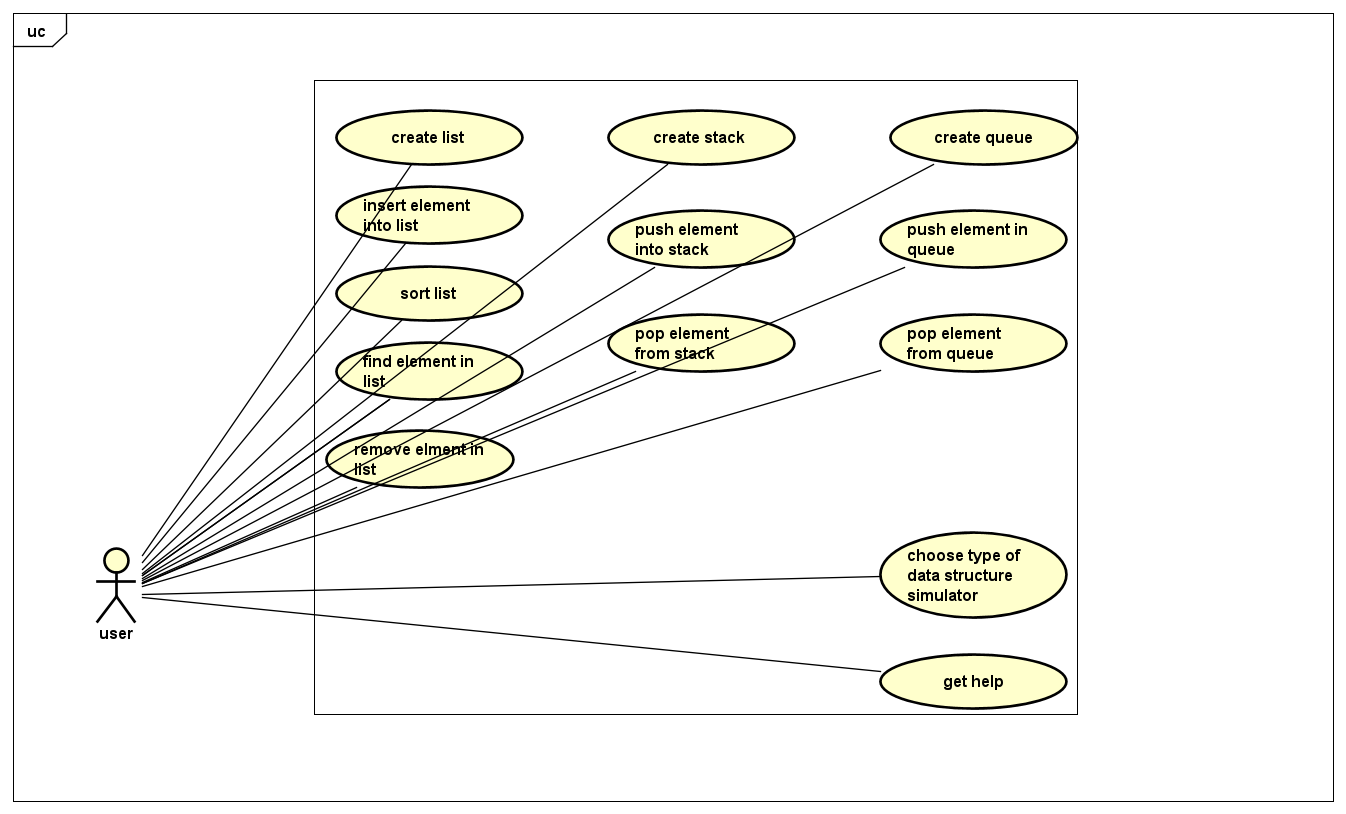 uc
create list
create stack
create queue
insert element
into list
push element
into stack
push element in
queue
sort list
pop element
from stack
pop element
from queue
find element in
list
remove elment in
list
choose type of
data structure
simulator
user
get help